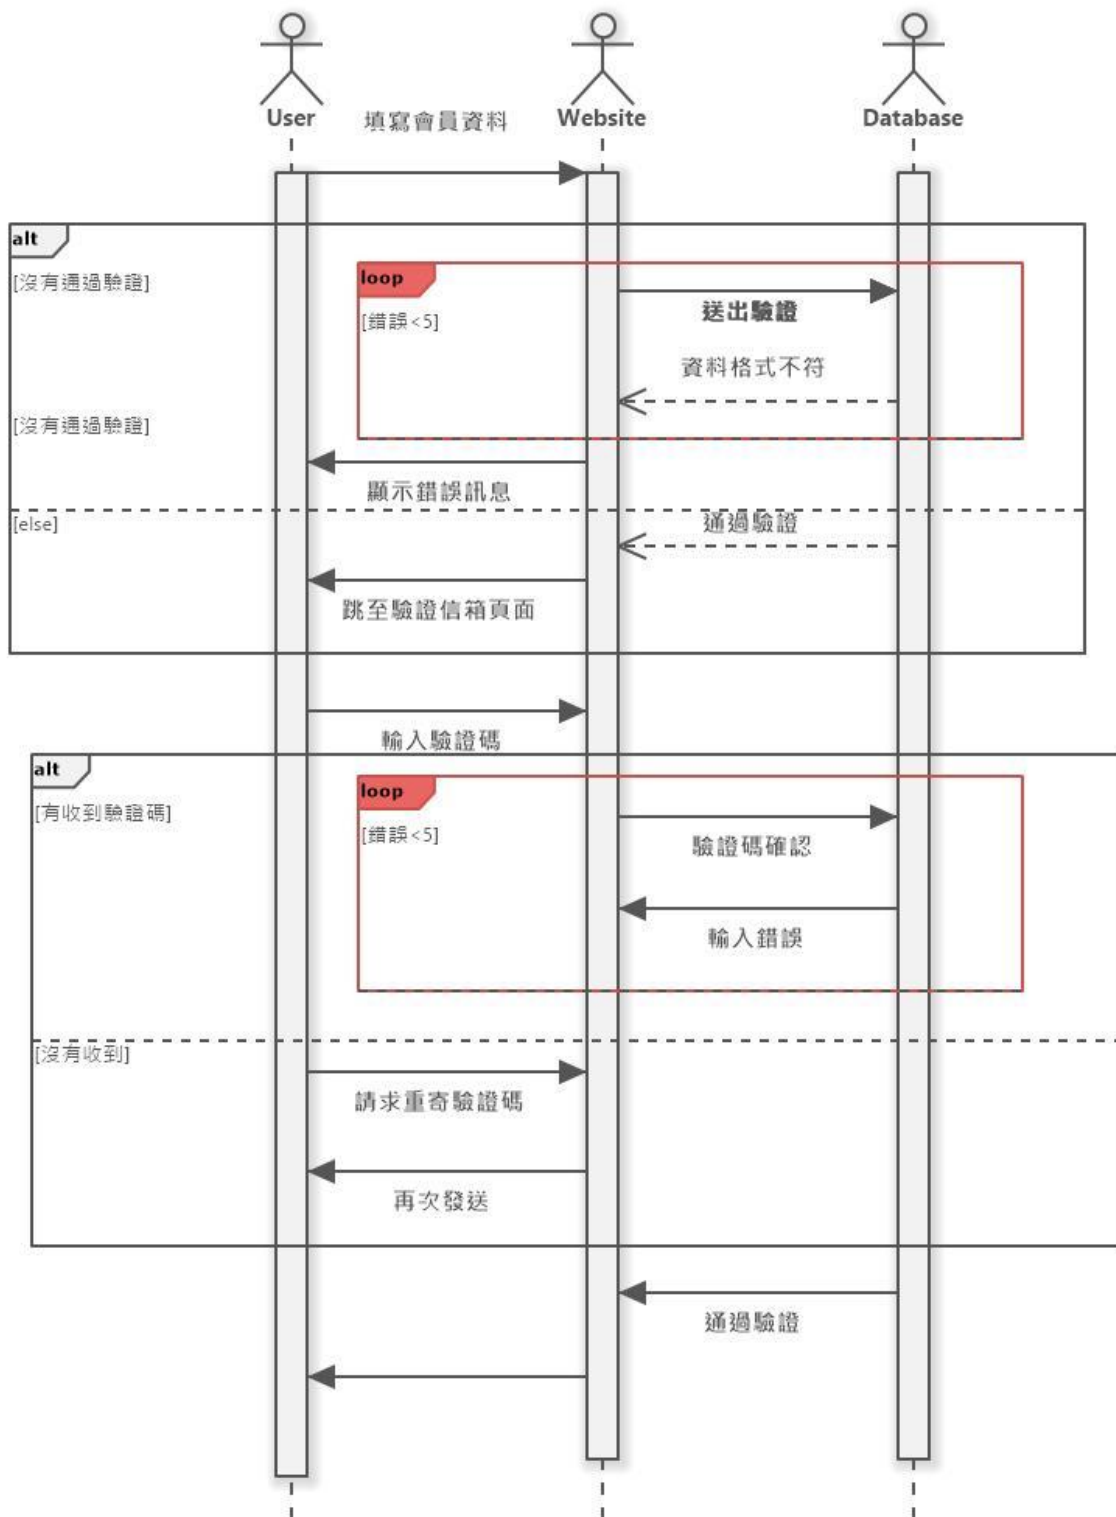 User
Website
Database
填寫會員資料
alt
[沒有通過驗證]
loop
[錯誤<5]
送出驗證
資料格式不符
[沒有通過驗證]
顯示錯誤訊息
[else]
通過驗證
跳至驗證信箱頁面
輸入驗證碼
alt
[有收到驗證碼]
loop
[錯誤<5]
驗證碼確認
輸入錯誤
[沒有收到]
請求重寄驗證碼
再次發送
通過驗證